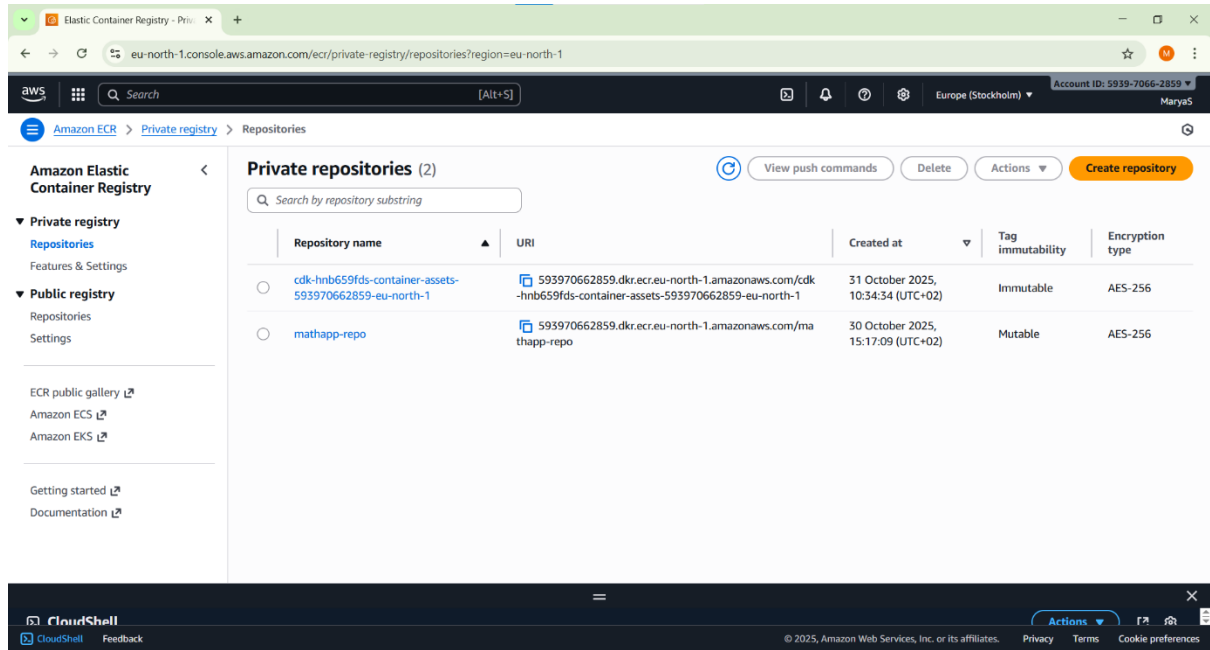 Elastic Container Registry - Priv
eu-north-1.console.aws.amazon.com/ecr/private-registry/repositories?region=eu-north-1
M
aws
Search [Alt+S]
Europe (Stockholm)
Account ID: 5939-7066-2859
MaryaS
Amazon ECR > Private registry > Repositories
Amazon Elastic
Container Registry
Private registry
Repositories
Features & Settings
Public registry
Repositories
Settings
ECR public gallery
Amazon ECS
Amazon EKS
Getting started
Documentation
Private repositories (2)
View push commands
Delete
Actions
Create repository
Search by repository substring
Repository name
URI
Created at
Tag
immutability
Encryption
type
cdk-hnb659fds-container-assets-
593970662859-eu-north-1
593970662859.dkr.ecr.eu-north-1.amazonaws.com/cdk
-hnb659fds-container-assets-593970662859-eu-north-1
31 October 2025,
10:34:34 (UTC+02)
Immutable
AES-256
mathapp-repo
593970662859.dkr.ecr.eu-north-1.amazonaws.com/ma
thapp-repo
30 October 2025,
15:17:09 (UTC+02)
Mutable
AES-256
CloudShell
Actions
CloudShell
Feedback
© 2025, Amazon Web Services, Inc. or its affiliates.
Privacy
Terms
Cookie preferences